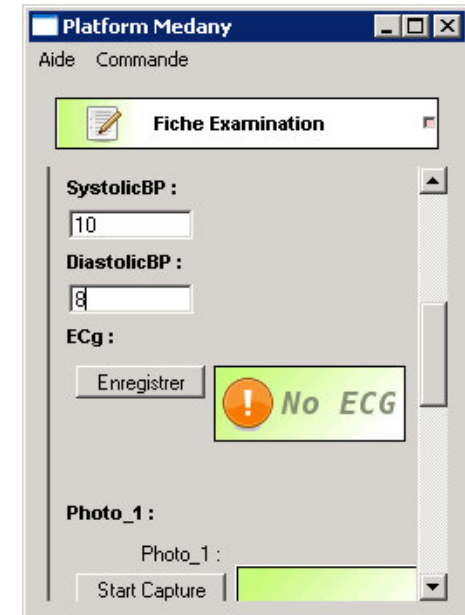 Platform Medany
Aide Commande
Fiche Examination
SystolicBP :
10
DiastolicBP :
8
ECg :
Enregistrer
No ECG
Photo_1 :
Photo_1 :
Start Capture